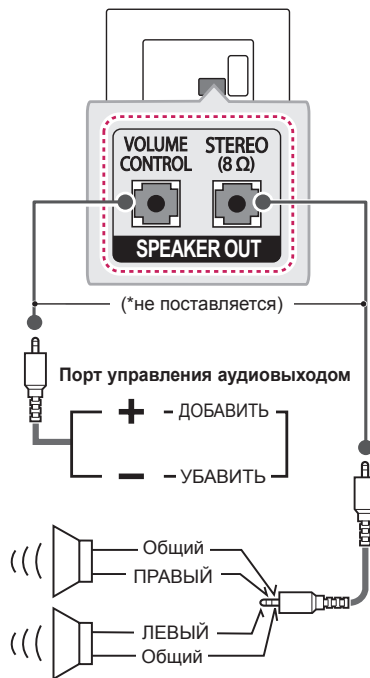 VOLUME CONTROL
STEREO (8 Ω)
SPEAKER OUT
(*не поставляется)
Порт управления аудиовыходом
+ - ДОБАВИТЬ
− - УБАВИТЬ
Общий
ПРАВЫЙ
ЛЕВЫЙ
Общий